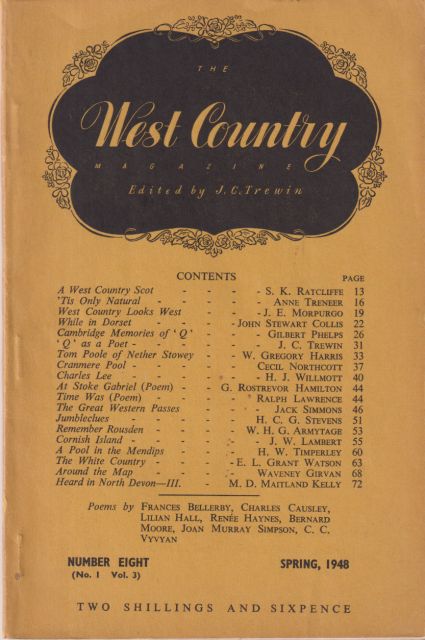 THE
West Country
MAGAZINE
Edited by J. C. Trewin
CONTENTS PAGE
A West Country Scot - - - - S. K. RATCLIFFE 13
'Tis Only Natural - - - - ANNE TRENEER 16
West Country Looks West - - - J. E. MORPURGO 19
While in Dorset - - - - JOHN STEWART COLLIS 22
Cambridge Memories of 'Q' - - GILBERT PHELPS 26
'Q' as a Poet - - - - - J. C. TREWIN 31
Tom Poole of Nether Stowey - - W. GREGORY HARRIS 33
Cranmere Pool - - - - CECIL NORTHCOTT 37
Charles Lee - - - - - H. J. WILLMOTT 40
At Stoke Gabriel (Poem) - - G. ROSTREVOR HAMILTON 44
Time Was (Poem) - - - - RALPH LAWRENCE 44
The Great Western Passes - - - JACK SIMMONS 46
Jumbleclues - - - - H. C. G. STEVENS 51
Remember Rousden - - - W. H. G. ARMYTAGE 53
Cornish Island - - - - J. W. LAMBERT 55
A Pool in the Mendips - - - H. W. TIMPERLEY 60
The White Country - - - - E. L. GRANT WATSON 63
Around the Map - - - - WAVENEY GIRVAN 68
Heard in North Devon—III. - - M. D. MAITLAND KELLY 72
Poems by FRANCES BELLERBY, CHARLES CAUSLEY,
LILIAN HALL, RENÉE HAYNES, BERNARD
MOORE, JOAN MURRAY SIMPSON, C. C.
VYVYAN
NUMBER EIGHT SPRING, 1948
(No. 1 Vol. 3)
TWO SHILLINGS AND SIXPENCE